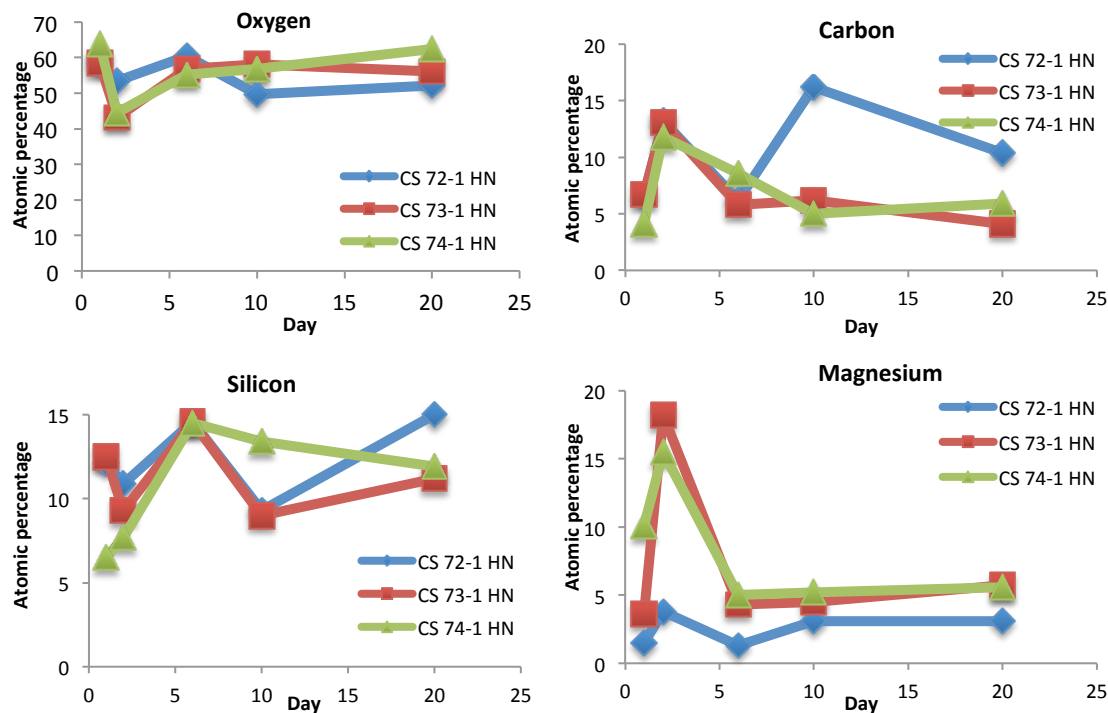 Oxygen
Atomic percentage
70
60
50
40
30
20
10
0
CS 72-1 HN
CS 73-1 HN
CS 74-1 HN
0 5 10 15 20 25
Day
Carbon
Atomic percentage
20
15
10
5
0
CS 72-1 HN
CS 73-1 HN
CS 74-1 HN
0 5 10 15 20 25
Day
Silicon
Atomic percentage
15
10
5
0
CS 72-1 HN
CS 73-1 HN
CS 74-1 HN
0 5 10 15 20 25
Day
Magnesium
Atomic percentage
20
15
10
5
0
CS 72-1 HN
CS 73-1 HN
CS 74-1 HN
0 5 10 15 20 25
Day